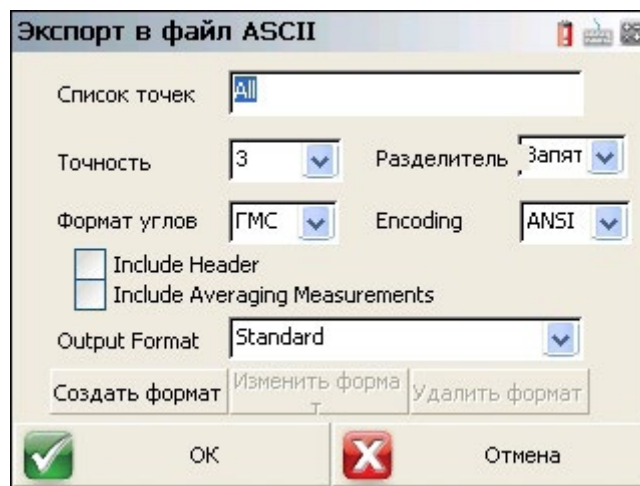 Экспорт в файл ASCII
Список точек All
Точность 3 Разделитель Запят
Формат углов ГМС Encoding ANSI
Include Header
Include Averaging Measurements
Output Format Standard
Создать формат Изменить форма
т Удалить формат
ОК Отмена